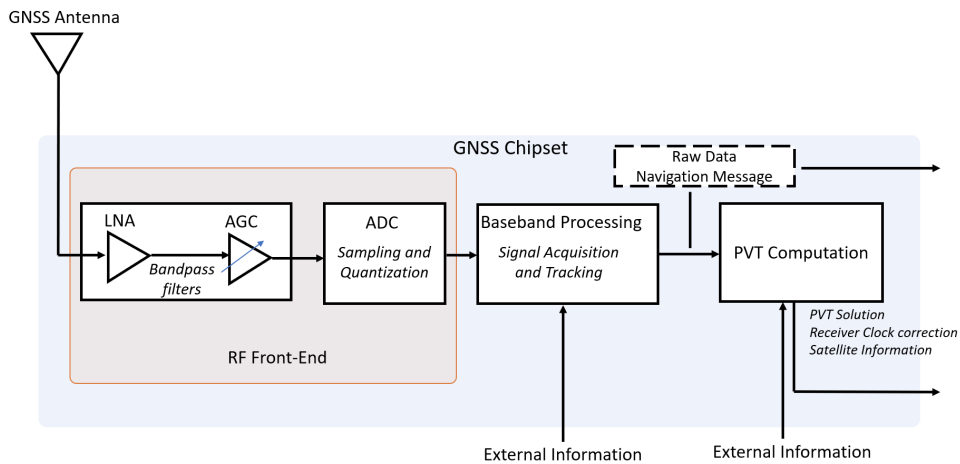 GNSS Antenna
GNSS Chipset
Raw Data
Navigation Message
LNA
AGC
Bandpass
filters
ADC
Sampling and
Quantization
RF Front-End
Baseband Processing
Signal Acquisition
and Tracking
PVT Computation
PVT Solution
Receiver Clock correction
Satellite Information
External Information
External Information